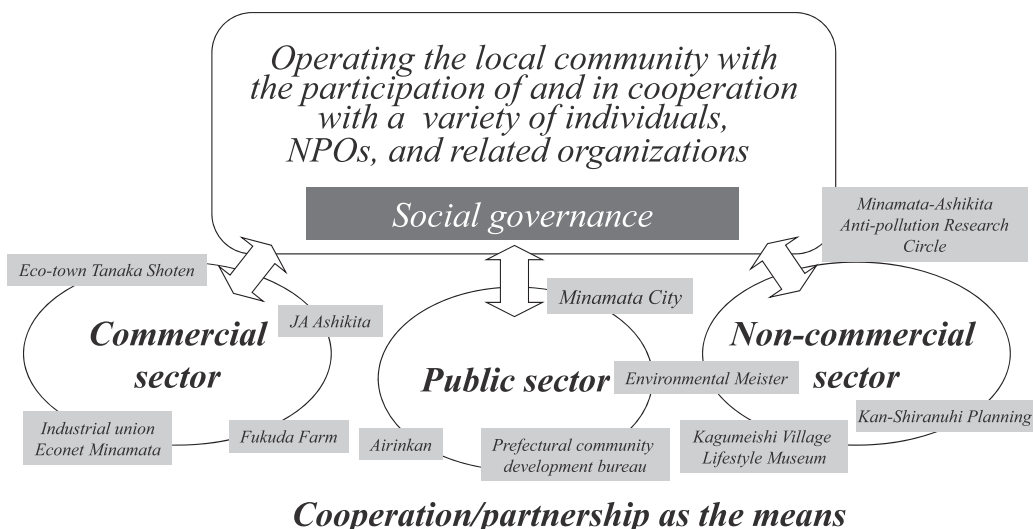 Operating the local community with
the participation of and in cooperation
with a variety of individuals,
NPOs, and related organizations
Social governance
Minamata-Ashikita
Anti-pollution Research
Circle
Eco-town Tanaka Shoten
JA Ashikita
Commercial
sector
Industrial union
Econet Minamata
Fukuda Farm
Minamata City
Public sector
Environmental Meister
Airinkan
Prefectural community
development bureau
Non-commercial
sector
Kan-Shiranuhi Planning
Kagumeishi Village
Lifestyle Museum
Cooperation/partnership as the means